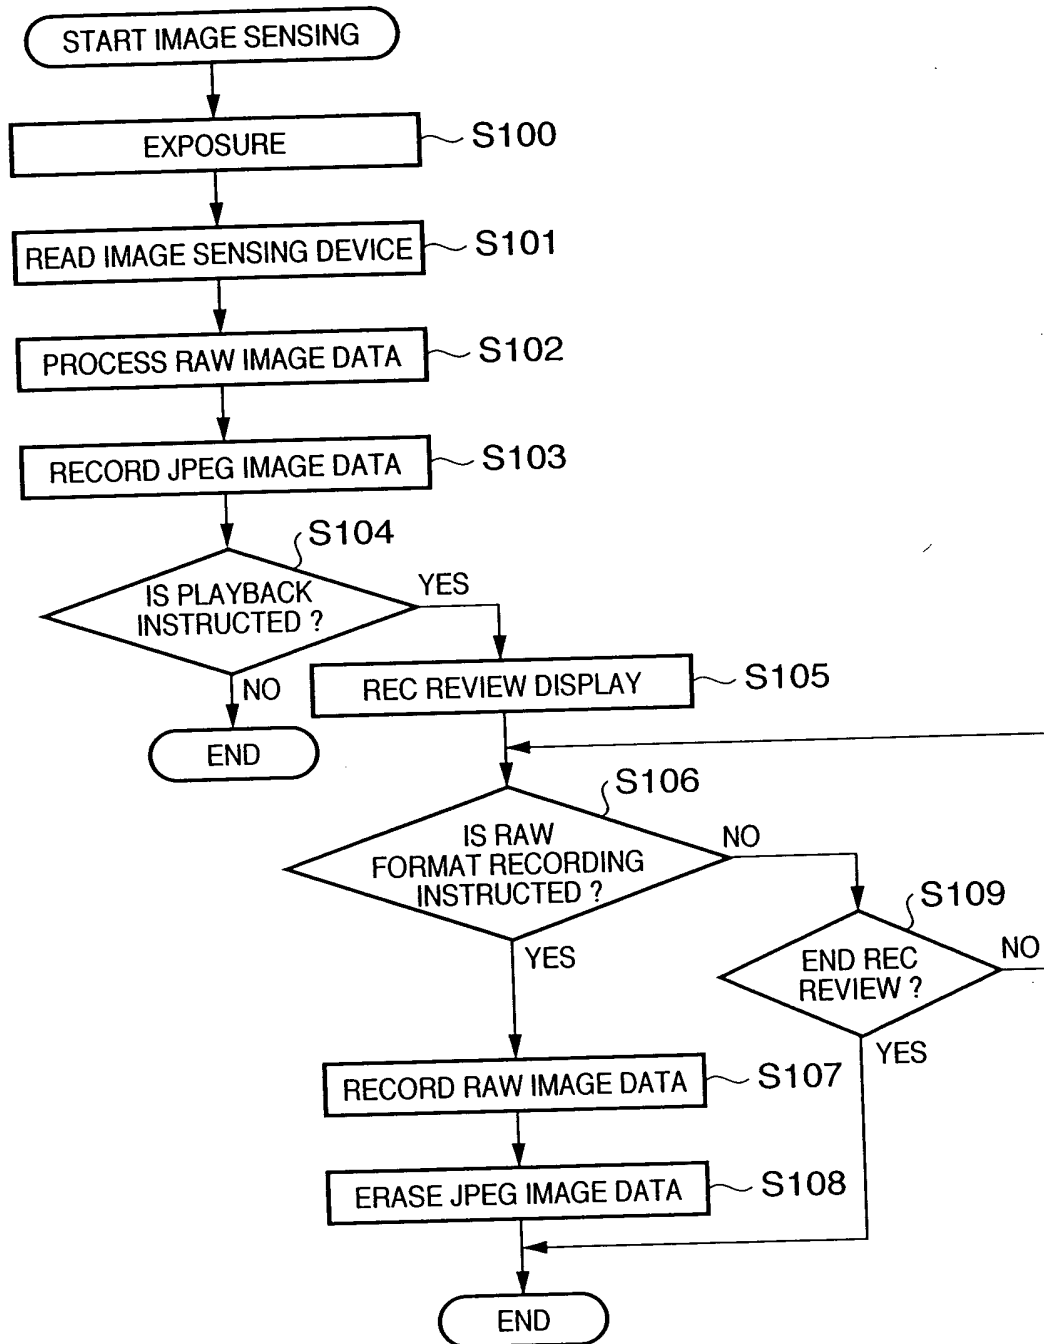 START IMAGE SENSING
EXPOSURE
S100
READ IMAGE SENSING DEVICE
S101
PROCESS RAW IMAGE DATA
S102
RECORD JPEG IMAGE DATA
S103
S104
IS PLAYBACK
INSTRUCTED ?
YES
NO
END
REC REVIEW DISPLAY
S105
S106
IS RAW
FORMAT RECORDING
INSTRUCTED ?
NO
YES
S109
END REC
REVIEW ?
NO
YES
RECORD RAW IMAGE DATA
S107
ERASE JPEG IMAGE DATA
S108
END